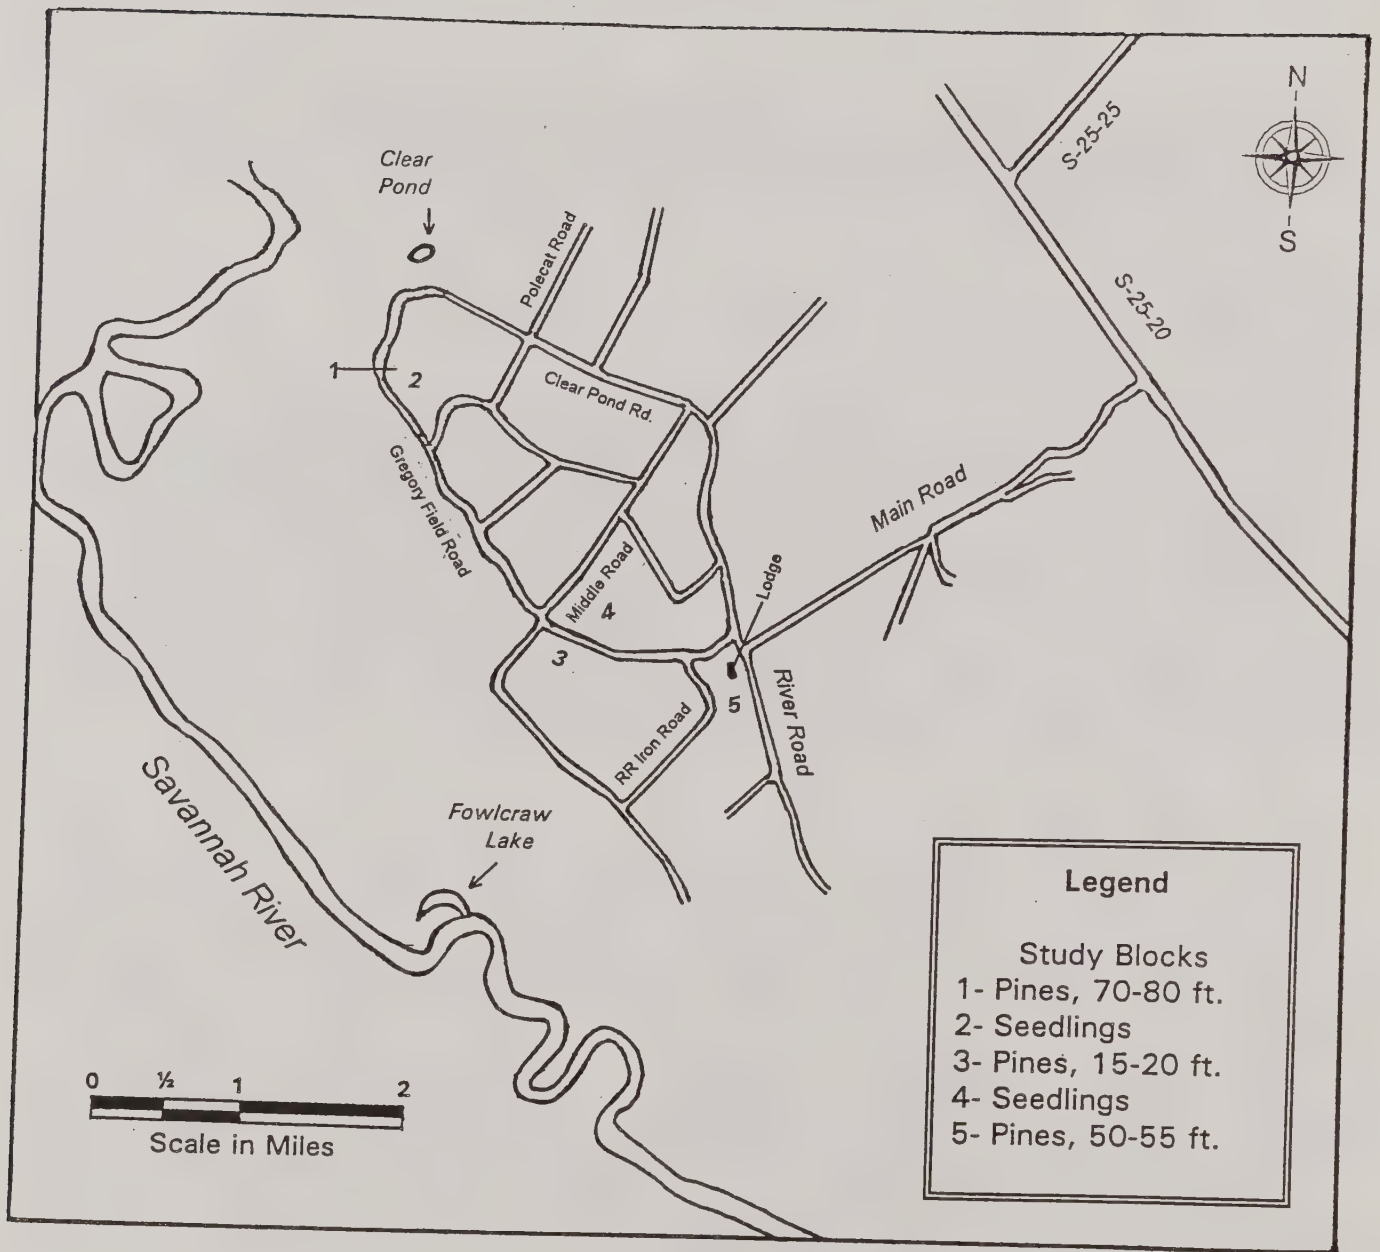 N
S
S-25-25
S-25-20
Clear
Pond
Polecat Road
Clear Pond Rd.
1
2
Gregory Field Road
Main Road
Middle Road
4
Lodge
3
5
River Road
RR Iron Road
Savannah River
Fowlcraw
Lake
0 ½ 1 2
Scale in Miles
Legend
Study Blocks
1- Pines, 70-80 ft.
2- Seedlings
3- Pines, 15-20 ft.
4- Seedlings
5- Pines, 50-55 ft.